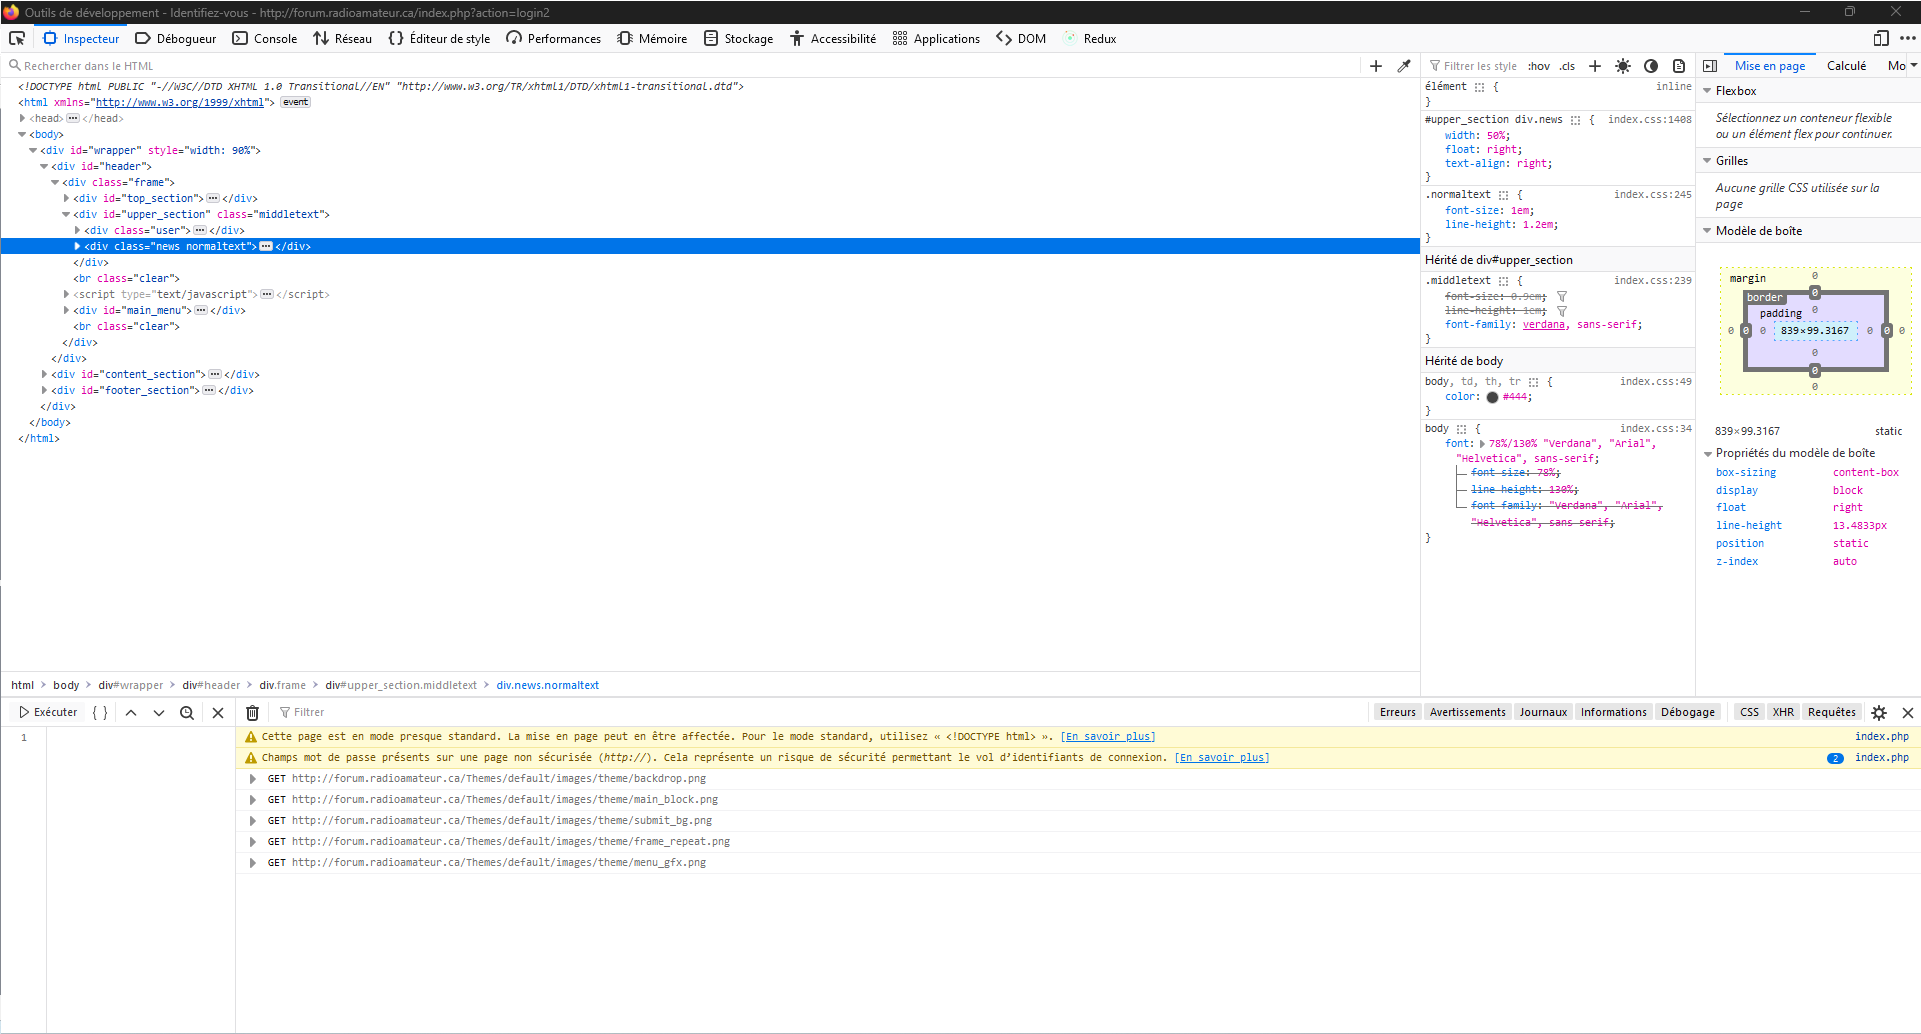 Outils de développement - Identifiez-vous - http://forum.radioamateur.ca/index.php?action=login2
Inspecteur Débogueur Console Réseau Éditeur de style Performances Mémoire Stockage Accessibilité Applications DOM Redux
Rechercher dans le HTML
<!DOCTYPE html PUBLIC "-//W3C//DTD XHTML 1.0 Transitional//EN" "http://www.w3.org/TR/xhtml1/DTD/xhtml1-transitional.dtd">
<html xmlns="http://www.w3.org/1999/xhtml"> event
<head> ... </head>
<body>
<div id="wrapper" style="width: 90%">
<div id="header">
<div class="frame">
<div id="top_section"> ... </div>
<div id="upper_section" class="middletext">
<div class="user"> ... </div>
<div class="news normaltext"> ... </div>
</div>
<br class="clear">
<script type="text/javascript"> ... </script>
<div id="main_menu"> ... </div>
<br class="clear">
</div>
</div>
<div id="content_section"> ... </div>
<div id="footer_section"> ... </div>
</div>
</body>
</html>
html > body > div#wrapper > div#header > div.frame > div#upper_section.middletext > div.news.normaltext
Filtrer les styles :hov .cls +
élément { inline
}
#upper_section div.news { index.css:1408
width: 50%;
float: right;
text-align: right;
}
.normaltext { index.css:245
font-size: 1em;
line-height: 1.2em;
}
Hérité de div#upper_section
.middletext { index.css:239
font-size: 0.9em;
line-height: 1em;
font-family: verdana, sans-serif;
}
Hérité de body
body, td, th, tr { index.css:49
color: #444;
}
body { index.css:34
font: 78%/130% "Verdana", "Arial",
"Helvetica", sans-serif;
font-size: 78%;
line-height: 130%;
font-family: "Verdana", "Arial",
"Helvetica", sans-serif;
}
Mise en page Calculé Mo
Flexbox
Sélectionnez un conteneur flexible
ou un élément flex pour continuer.
Grilles
Aucune grille CSS utilisée sur la
page
Modèle de boîte
margin 0
border 0
padding 0
0 0 0 839×99.3167 0 0 0
0
0
0
839×99.3167 static
Propriétés du modèle de boîte
box-sizing content-box
display block
float right
line-height 13.4833px
position static
z-index auto
Exécuter { }
1
Filtrer Erreurs Avertissements Journaux Informations Débogage CSS XHR Requêtes
Cette page est en mode presque standard. La mise en page peut en être affectée. Pour le mode standard, utilisez « <!DOCTYPE html> ». [En savoir plus] index.php
Champs mot de passe présents sur une page non sécurisée (http://). Cela représente un risque de sécurité permettant le vol d’identifiants de connexion. [En savoir plus] 2 index.php
GET http://forum.radioamateur.ca/Themes/default/images/theme/backdrop.png
GET http://forum.radioamateur.ca/Themes/default/images/theme/main_block.png
GET http://forum.radioamateur.ca/Themes/default/images/theme/submit_bg.png
GET http://forum.radioamateur.ca/Themes/default/images/theme/frame_repeat.png
GET http://forum.radioamateur.ca/Themes/default/images/theme/menu_gfx.png